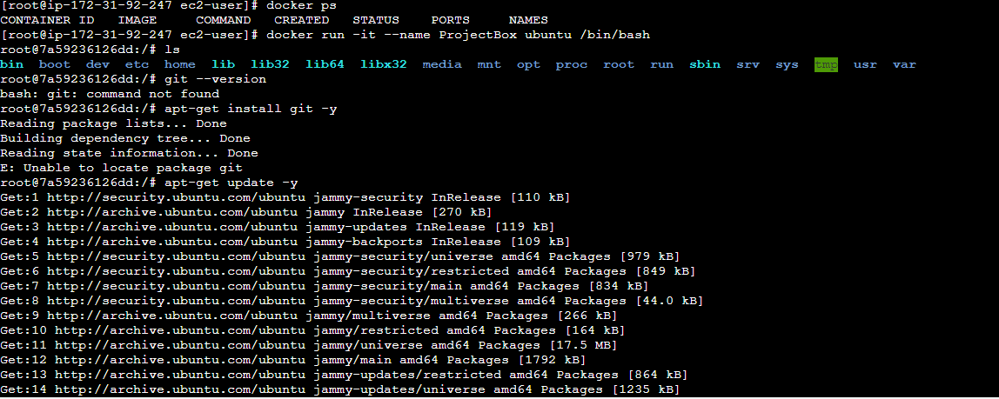 [root@ip-172-31-92-247 ec2-user]# docker ps
CONTAINER ID   IMAGE     COMMAND   CREATED   STATUS    PORTS     NAMES
[root@ip-172-31-92-247 ec2-user]# docker run -it --name ProjectBox ubuntu /bin/bash
root@7a59236126dd:/# ls
bin  boot  dev  etc  home  lib  lib32  lib64  libx32  media  mnt  opt  proc  root  run  sbin  srv  sys  tmp  usr  var
root@7a59236126dd:/# git --version
bash: git: command not found
root@7a59236126dd:/# apt-get install git -y
Reading package lists... Done
Building dependency tree... Done
Reading state information... Done
E: Unable to locate package git
root@7a59236126dd:/# apt-get update -y
Get:1 http://security.ubuntu.com/ubuntu jammy-security InRelease [110 kB]
Get:2 http://archive.ubuntu.com/ubuntu jammy InRelease [270 kB]
Get:3 http://archive.ubuntu.com/ubuntu jammy-updates InRelease [119 kB]
Get:4 http://archive.ubuntu.com/ubuntu jammy-backports InRelease [109 kB]
Get:5 http://security.ubuntu.com/ubuntu jammy-security/universe amd64 Packages [979 kB]
Get:6 http://security.ubuntu.com/ubuntu jammy-security/restricted amd64 Packages [849 kB]
Get:7 http://security.ubuntu.com/ubuntu jammy-security/main amd64 Packages [834 kB]
Get:8 http://security.ubuntu.com/ubuntu jammy-security/multiverse amd64 Packages [44.0 kB]
Get:9 http://archive.ubuntu.com/ubuntu jammy/multiverse amd64 Packages [266 kB]
Get:10 http://archive.ubuntu.com/ubuntu jammy/restricted amd64 Packages [164 kB]
Get:11 http://archive.ubuntu.com/ubuntu jammy/universe amd64 Packages [17.5 MB]
Get:12 http://archive.ubuntu.com/ubuntu jammy/main amd64 Packages [1792 kB]
Get:13 http://archive.ubuntu.com/ubuntu jammy-updates/restricted amd64 Packages [864 kB]
Get:14 http://archive.ubuntu.com/ubuntu jammy-updates/universe amd64 Packages [1235 kB]